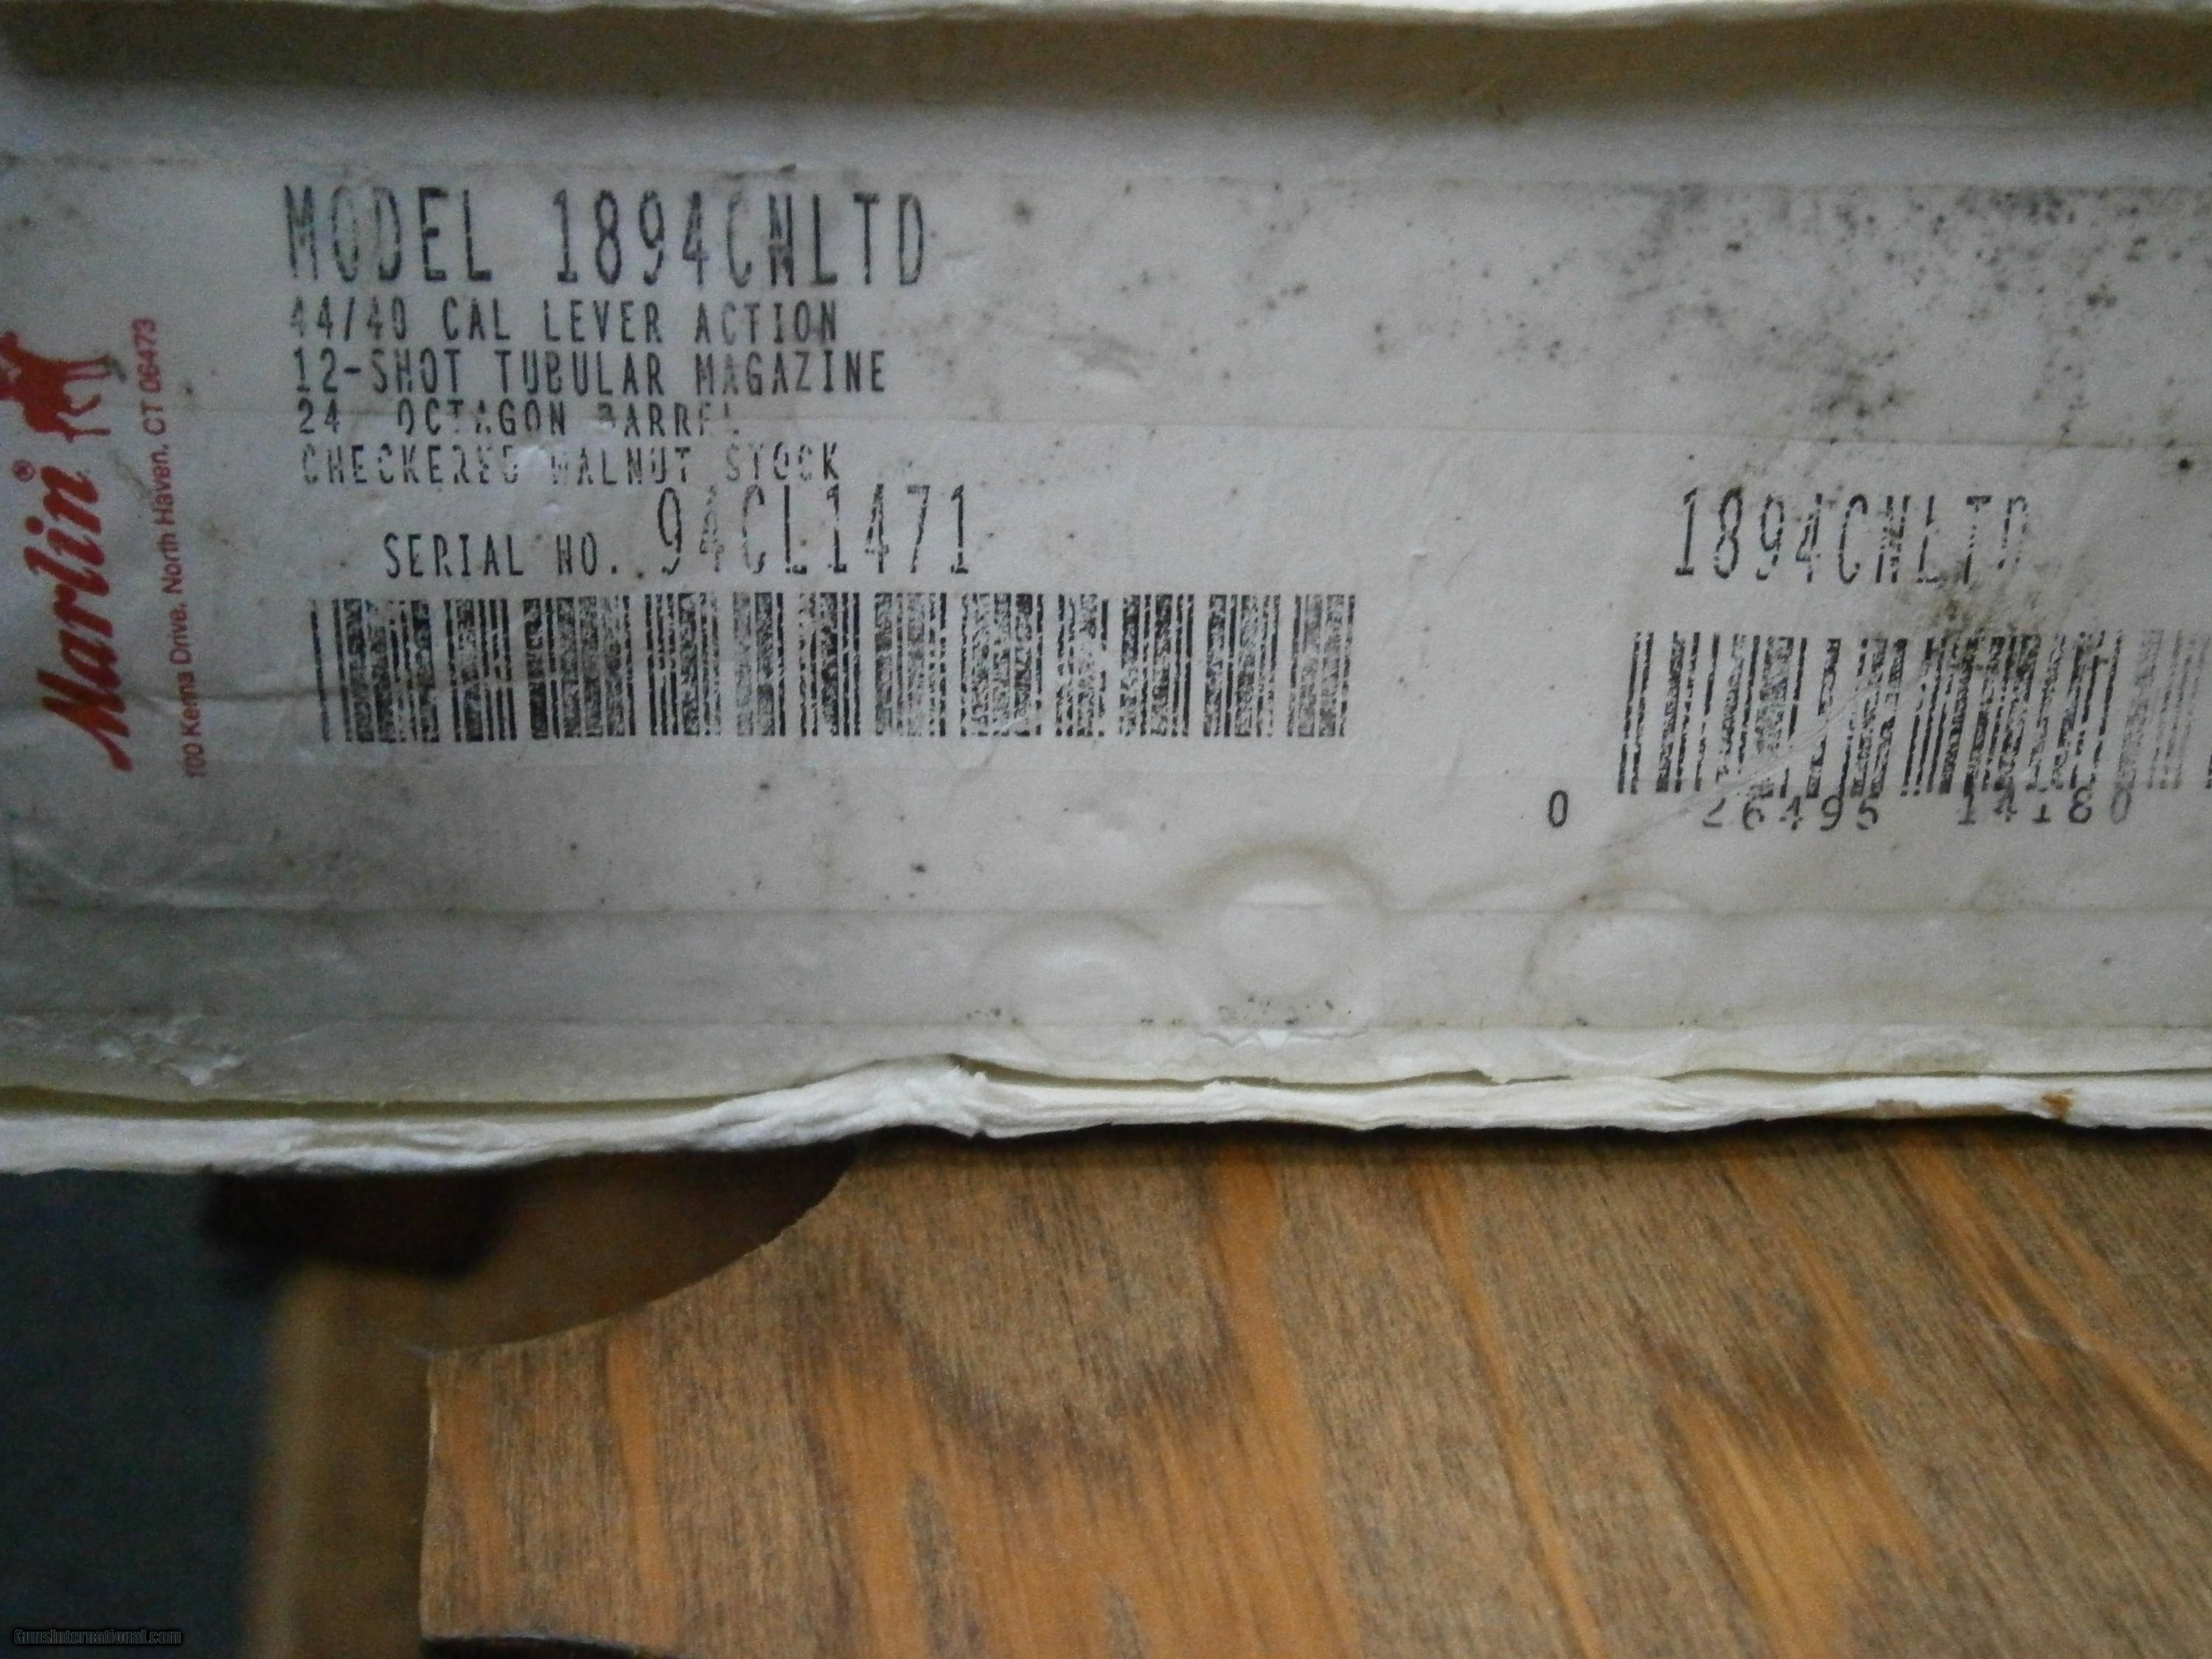 MODEL 1894CNLTD
44/40 CAL LEVER ACTION
12-SHOT TUBULAR MAGAZINE
24 OCTAGON BARREL
CHECKERED WALNUT STOCK
SERIAL NO. 94CL1471
Marlin®
100 Kenna Drive, North Haven, CT 06473
1894CNLTD
0 26495 14180
GunsInternational.com